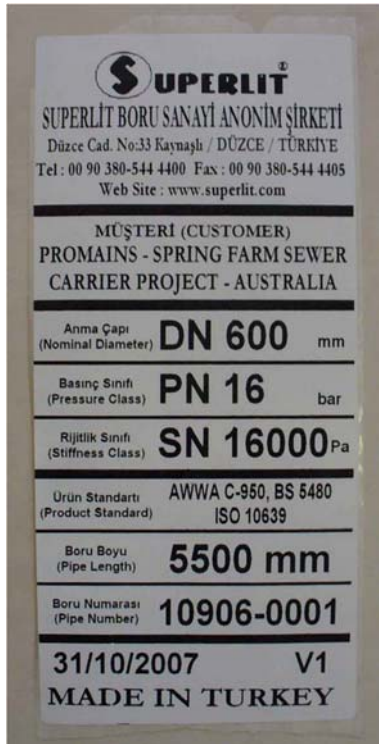 SUPERLIT®
SUPERLİT BORU SANAYİ ANONİM ŞİRKETİ
Düzce Cad. No:33 Kaynaşlı / DÜZCE / TÜRKİYE
Tel : 00 90 380-544 4400 Fax : 00 90 380-544 4405
Web Site : www.superlit.com
MÜŞTERİ (CUSTOMER)
PROMAINS - SPRING FARM SEWER
CARRIER PROJECT - AUSTRALIA
Anma Çapı
(Nominal Diameter) DN 600 mm
Basınç Sınıfı
(Pressure Class) PN 16 bar
Rijitlik Sınıfı
(Stiffness Class) SN 16000 Pa
Ürün Standartı
(Product Standard)
AWWA C-950, BS 5480
ISO 10639
Boru Boyu
(Pipe Length) 5500 mm
Boru Numarası
(Pipe Number) 10906-0001
31/10/2007 V1
MADE IN TURKEY